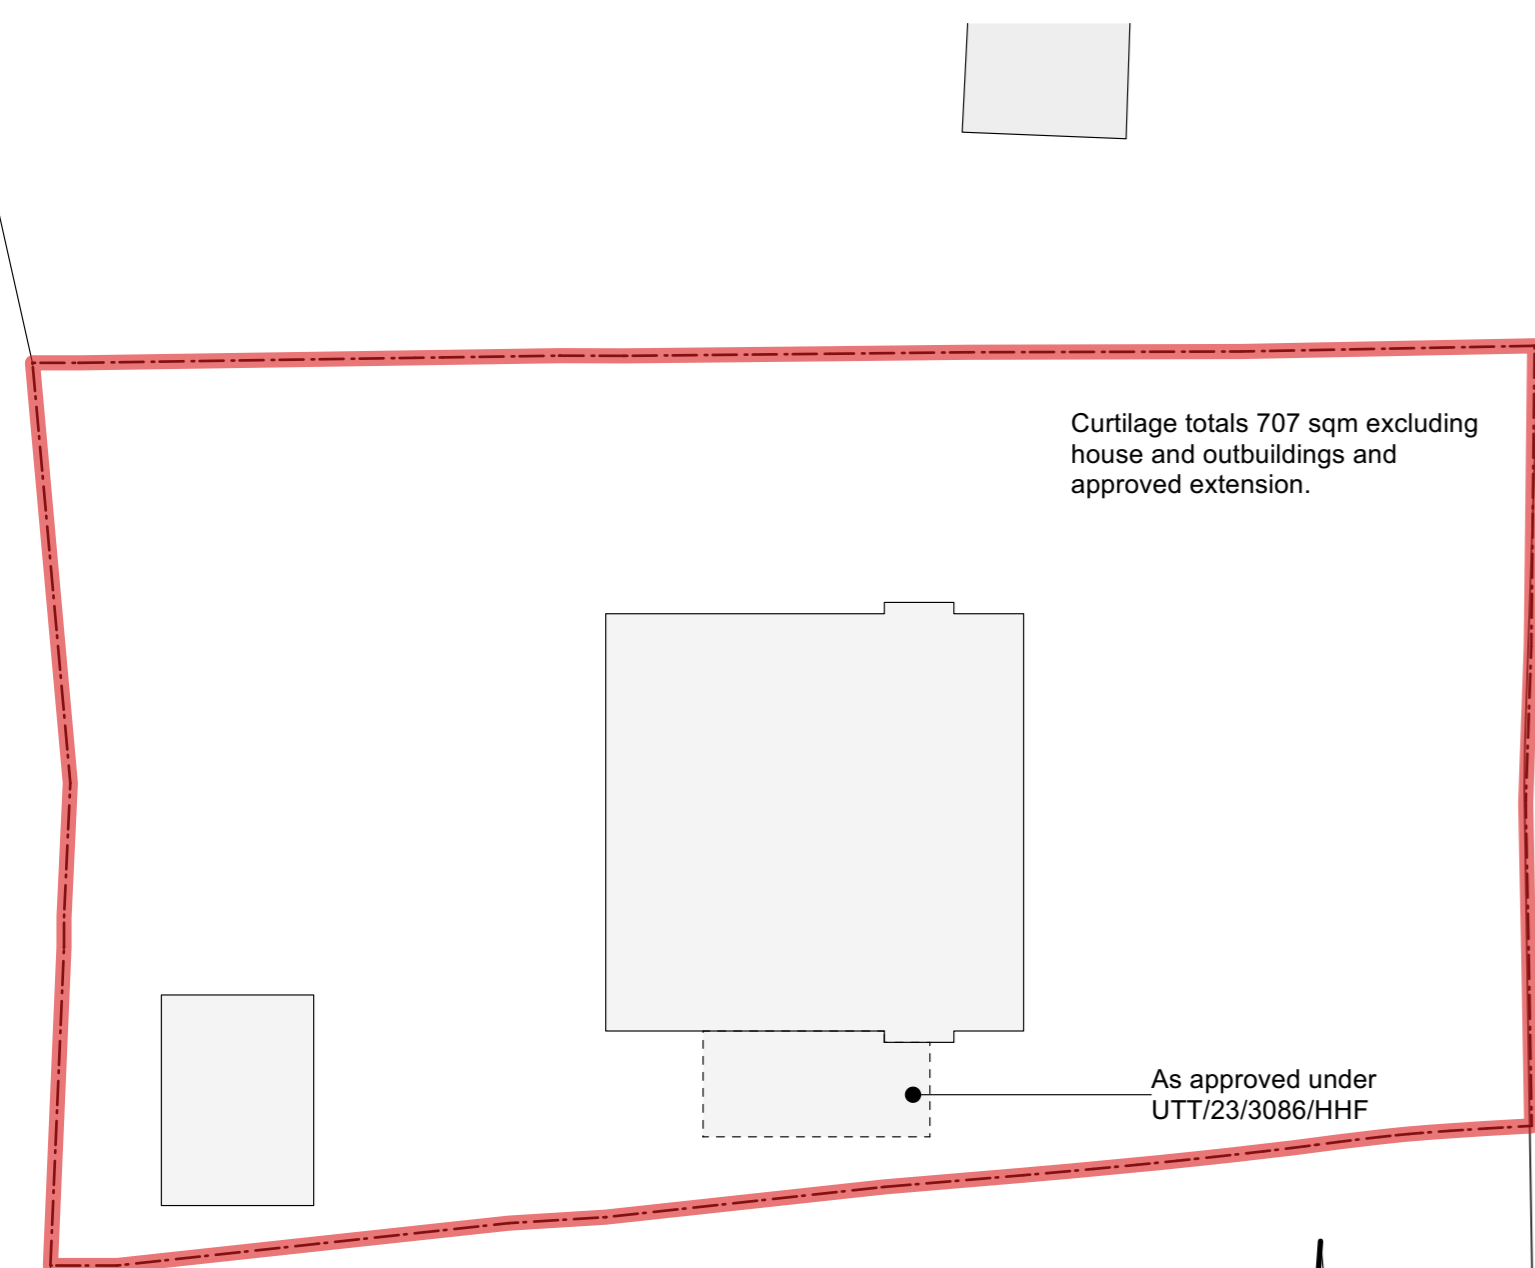 Curtilage totals 707 sqm excluding
house and outbuildings and
approved extension.
As approved under
UTT/23/3086/HHF